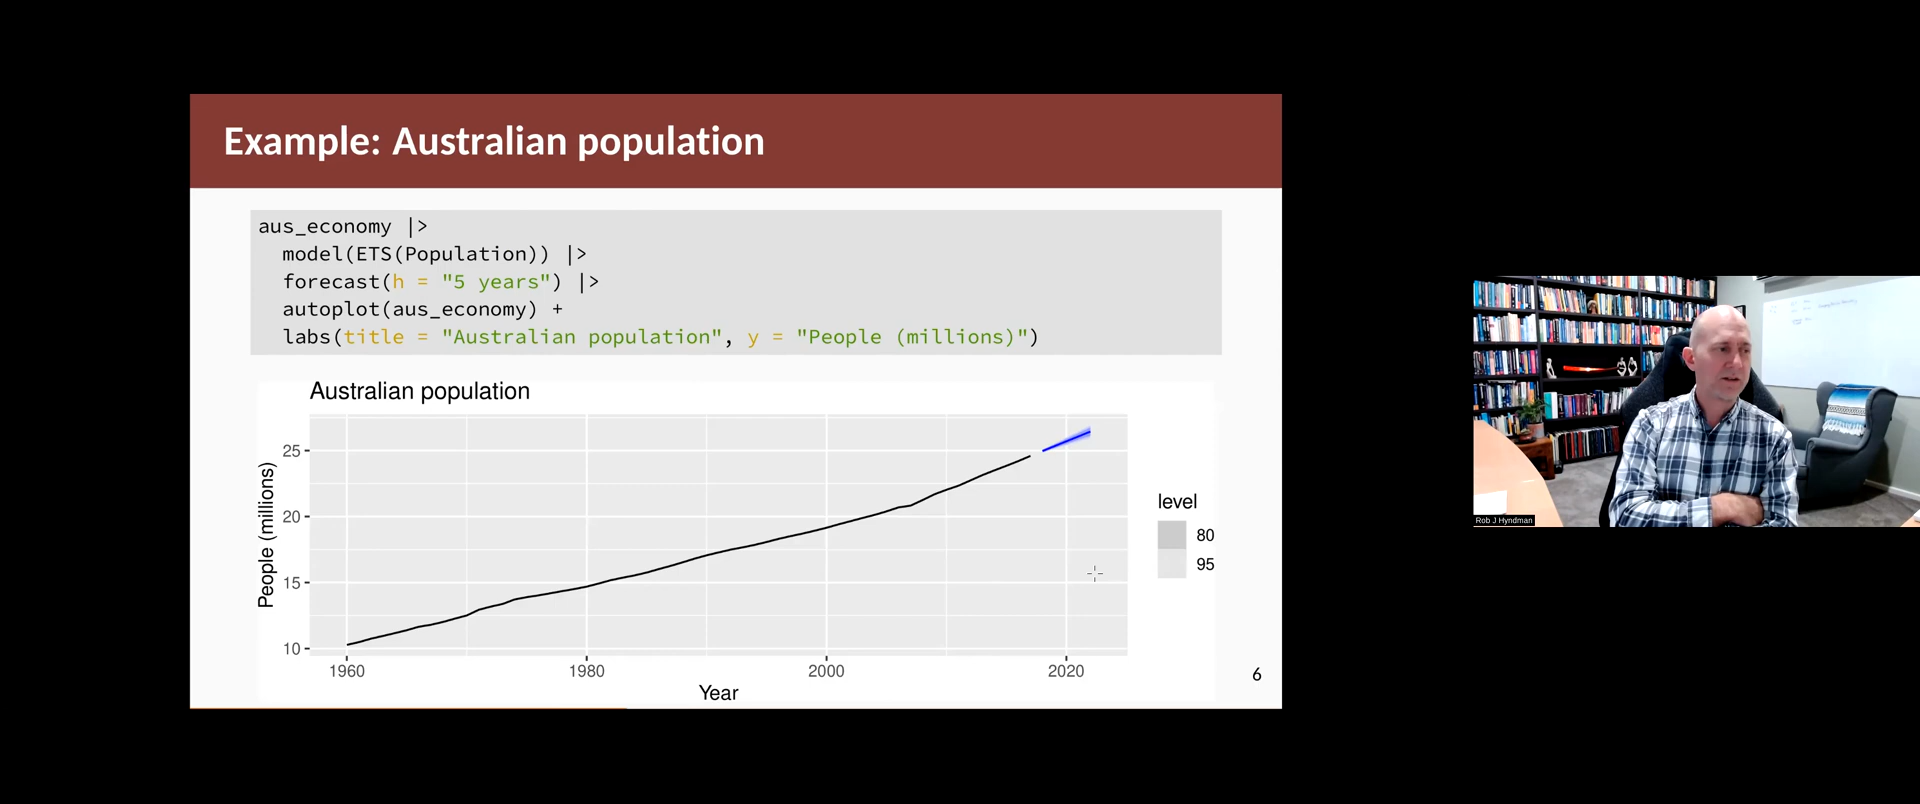 Example: Australian population
aus_economy |>
model(ETS(Population)) |>
forecast(h = "5 years") |>
autoplot(aus_economy) +
labs(title = "Australian population", y = "People (millions)")
Australian population
People (millions)
25
20
15
10
1960
1980
2000
2020
Year
level
80
95
6
Rob J Hyndman